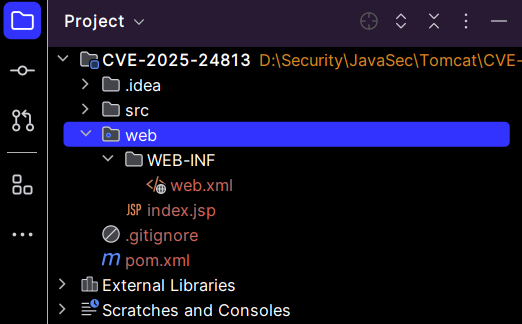 Project
CVE-2025-24813 D:\Security\JavaSec\Tomcat\CVE-
.idea
src
web
WEB-INF
web.xml
JSP index.jsp
.gitignore
m pom.xml
External Libraries
Scratches and Consoles